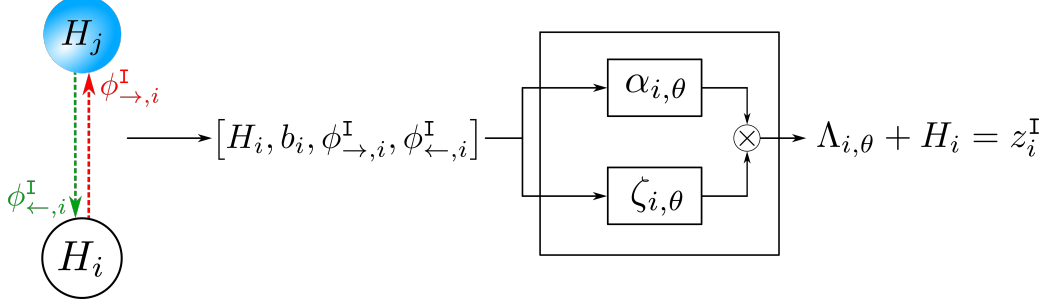 H_j
ϕ^I_{→,i}
[H_i, b_i, ϕ^I_{→,i}, ϕ^I_{←,i}]
α_{i,θ}
⊗
Λ_{i,θ} + H_i = z^I_i
ζ_{i,θ}
ϕ^I_{←,i}
H_i